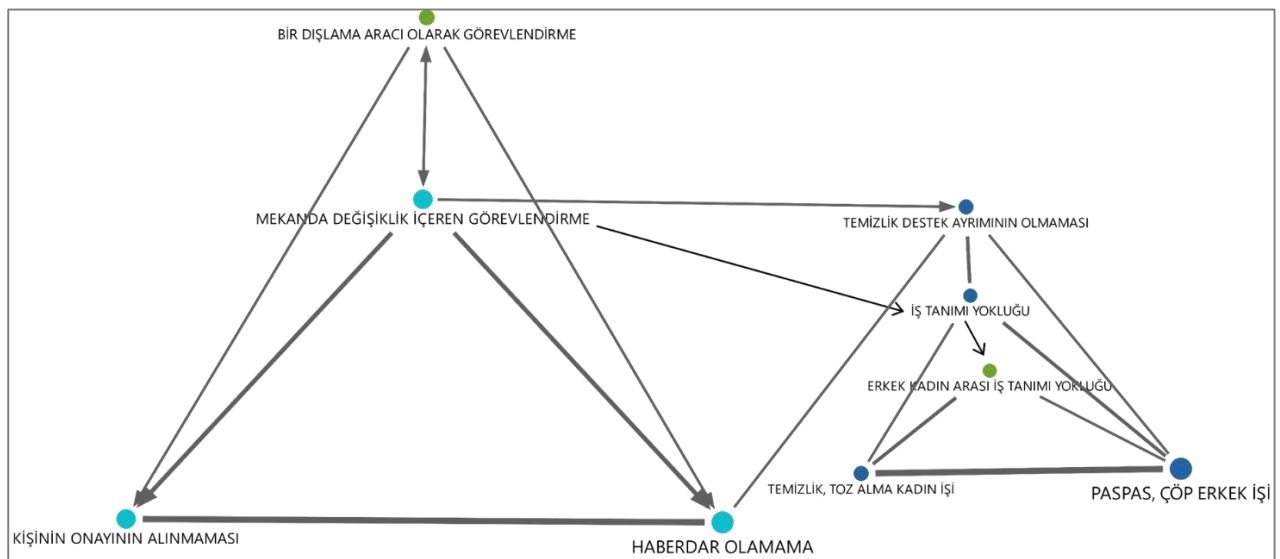 BİR DIŞLAMA ARACI OLARAK GÖREVLENDİRME
MEKANDA DEĞİŞİKLİK İÇEREN GÖREVLENDİRME
TEMİZLİK DESTEK AYRIMININ OLMAMASI
İŞ TANIMI YOKLUĞU
ERKEK KADIN ARASI İŞ TANIMI YOKLUĞU
TEMİZLİK, TOZ ALMA KADIN İŞİ
PASPAS, ÇÖP ERKEK İŞİ
KİŞİNİN ONAYININ ALINMAMASI
HABERDAR OLAMAMA